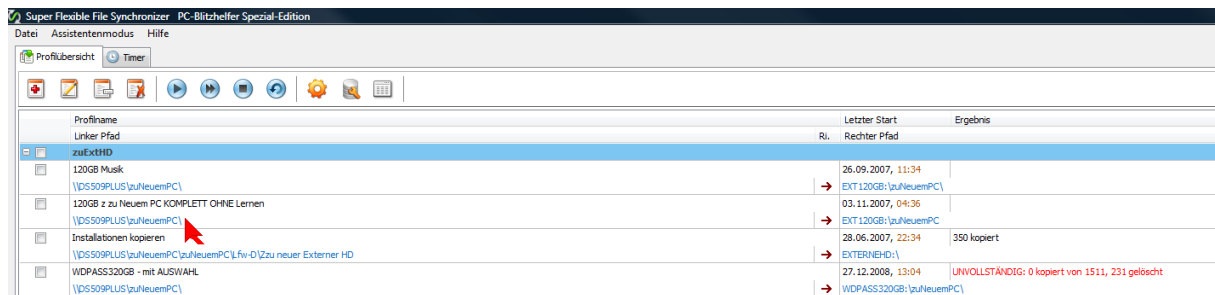 Super Flexible File Synchronizer PC-Blitzhelfer Spezial-Edition
Datei Assistentenmodus Hilfe
Profilübersicht Timer
Profilname Letzter Start Ergebnis
Linker Pfad Ri. Rechter Pfad
zuExtHD
120GB Musik 26.09.2007, 11:34
\\DS509PLUS\zuNeuemPC\ EXT120GB:\zuNeuemPC\
120GB z zu Neuem PC KOMPLETT OHNE Lernen 03.11.2007, 04:36
\\DS509PLUS\zuNeuemPC\ EXT120GB:\zuNeuemPC
Installationen kopieren 28.06.2007, 22:34 350 kopiert
\\DS509PLUS\zuNeuemPC\zuNeuemPC\Lfw-D\Zzu neuer Externer HD EXTERNEHD:\
WDPASS320GB - mit AUSWAHL 27.12.2008, 13:04 UNVOLLSTÄNDIG: 0 kopiert von 1511, 231 gelöscht
\\DS509PLUS\zuNeuemPC\ WDPASS320GB:\zuNeuemPC\